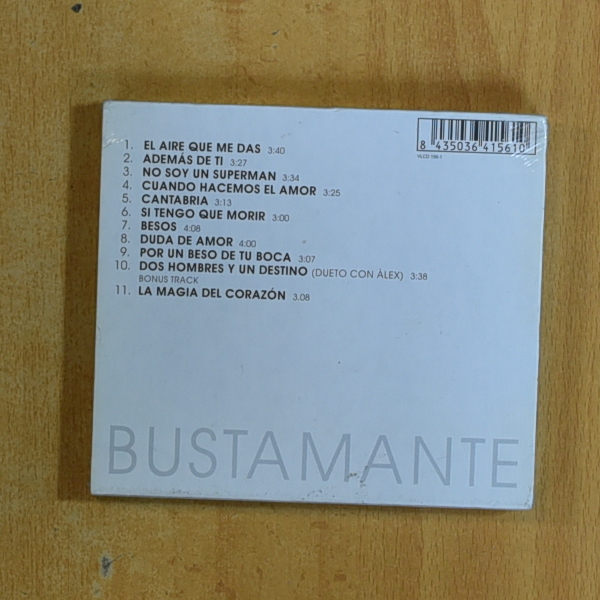 1. EL AIRE QUE ME DAS 3:40
2. ADEMÁS DE TI 3:27
3. NO SOY UN SUPERMAN 3:34
4. CUANDO HACEMOS EL AMOR 3:25
5. CANTABRIA 3:13
6. SI TENGO QUE MORIR 3:00
7. BESOS 4:08
8. DUDA DE AMOR 4:00
9. POR UN BESO DE TU BOCA 3:07
10. DOS HOMBRES Y UN DESTINO (DUETO CON ÀLEX) 3:38
BONUS TRACK
11. LA MAGIA DEL CORAZÓN 3.08
8 435036 415610
BUSTAMANTE